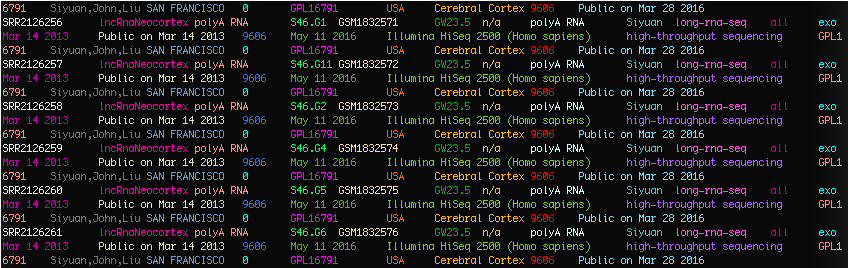 6791 Siyuan,John,Liu SAN FRANCISCO 0 GPL16791 USA Cerebral Cortex 9606 Public on Mar 28 2016
SRR2126256 lncRnaNeocortex polyA RNA S46.G1 GSM1832571 GW23.5 n/a polyA RNA Siyuan long-rna-seq all exo
Mar 14 2013 Public on Mar 14 2013 9606 May 11 2016 Illumina HiSeq 2500 (Homo sapiens) high-throughput sequencing GPL1
6791 Siyuan,John,Liu SAN FRANCISCO 0 GPL16791 USA Cerebral Cortex 9606 Public on Mar 28 2016
SRR2126257 lncRnaNeocortex polyA RNA S46.G11 GSM1832572 GW23.5 n/a polyA RNA Siyuan long-rna-seq all exo
Mar 14 2013 Public on Mar 14 2013 9606 May 11 2016 Illumina HiSeq 2500 (Homo sapiens) high-throughput sequencing GPL1
6791 Siyuan,John,Liu SAN FRANCISCO 0 GPL16791 USA Cerebral Cortex 9606 Public on Mar 28 2016
SRR2126258 lncRnaNeocortex polyA RNA S46.G2 GSM1832573 GW23.5 n/a polyA RNA Siyuan long-rna-seq all exo
Mar 14 2013 Public on Mar 14 2013 9606 May 11 2016 Illumina HiSeq 2500 (Homo sapiens) high-throughput sequencing GPL1
6791 Siyuan,John,Liu SAN FRANCISCO 0 GPL16791 USA Cerebral Cortex 9606 Public on Mar 28 2016
SRR2126259 lncRnaNeocortex polyA RNA S46.G4 GSM1832574 GW23.5 n/a polyA RNA Siyuan long-rna-seq all exo
Mar 14 2013 Public on Mar 14 2013 9606 May 11 2016 Illumina HiSeq 2500 (Homo sapiens) high-throughput sequencing GPL1
6791 Siyuan,John,Liu SAN FRANCISCO 0 GPL16791 USA Cerebral Cortex 9606 Public on Mar 28 2016
SRR2126260 lncRnaNeocortex polyA RNA S46.G5 GSM1832575 GW23.5 n/a polyA RNA Siyuan long-rna-seq all exo
Mar 14 2013 Public on Mar 14 2013 9606 May 11 2016 Illumina HiSeq 2500 (Homo sapiens) high-throughput sequencing GPL1
6791 Siyuan,John,Liu SAN FRANCISCO 0 GPL16791 USA Cerebral Cortex 9606 Public on Mar 28 2016
SRR2126261 lncRnaNeocortex polyA RNA S46.G6 GSM1832576 GW23.5 n/a polyA RNA Siyuan long-rna-seq all exo
Mar 14 2013 Public on Mar 14 2013 9606 May 11 2016 Illumina HiSeq 2500 (Homo sapiens) high-throughput sequencing GPL1
6791 Siyuan,John,Liu SAN FRANCISCO 0 GPL16791 USA Cerebral Cortex 9606 Public on Mar 28 2016